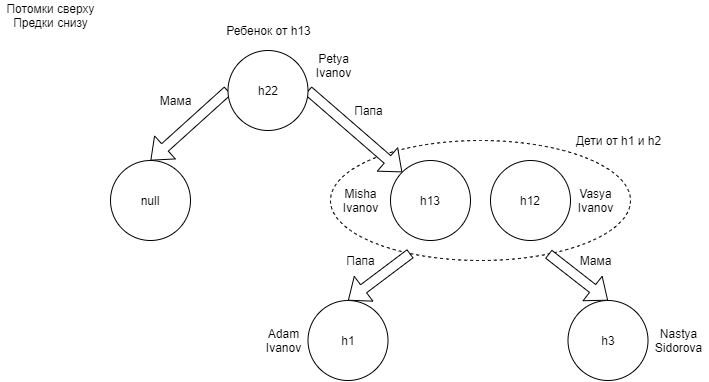 Потомки сверху
Предки снизу
Ребенок от h13
Petya
Ivanov
h22
Мама
Папа
Дети от h1 и h2
null
Misha
Ivanov
h13
h12
Vasya
Ivanov
Папа
Мама
Adam
Ivanov
h1
h3
Nastya
Sidorova